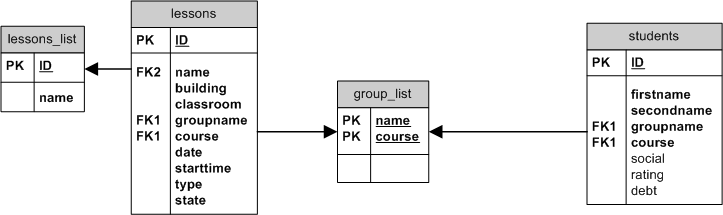 lessons_list
PK ID
name
lessons
PK ID
FK2 name
building
classroom
FK1 groupname
FK1 course
date
starttime
type
state
group_list
PK name
PK course
students
PK ID
firstname
secondname
FK1 groupname
FK1 course
social
rating
debt